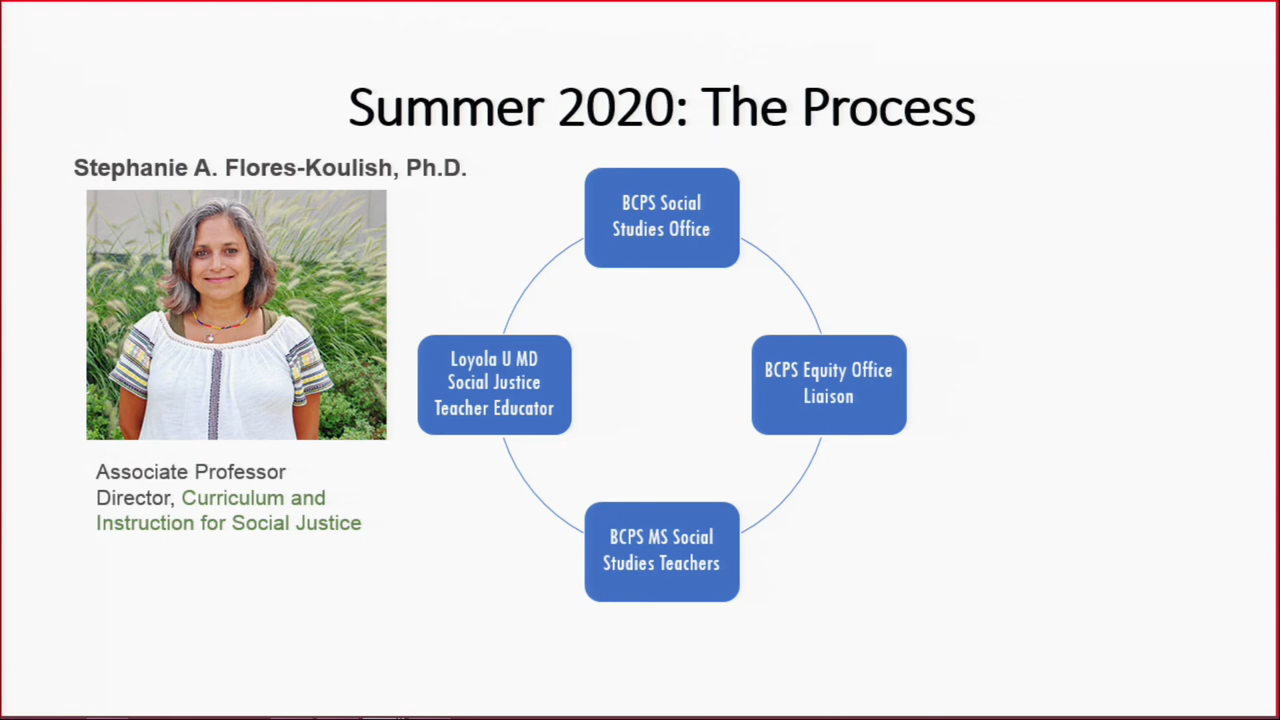 Summer 2020: The Process
Stephanie A. Flores-Koulish, Ph.D.
BCPS Social
Studies Office
Loyola U MD
Social Justice
Teacher Educator
BCPS Equity Office
Liaison
BCPS MS Social
Studies Teachers
Associate Professor
Director, Curriculum and
Instruction for Social Justice